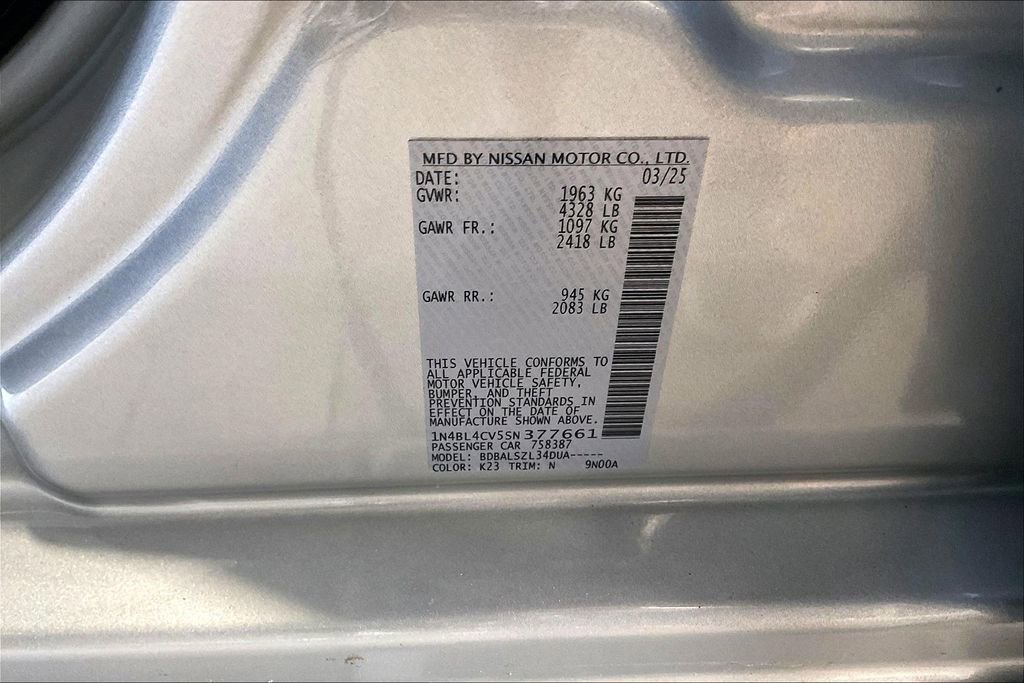 MFD BY NISSAN MOTOR CO., LTD.
DATE: 03/25
GVWR: 1963 KG
4328 LB
GAWR FR.: 1097 KG
2418 LB
GAWR RR.: 945 KG
2083 LB
THIS VEHICLE CONFORMS TO
ALL APPLICABLE FEDERAL
MOTOR VEHICLE SAFETY,
BUMPER, AND THEFT
PREVENTION STANDARDS IN
EFFECT ON THE DATE OF
MANUFACTURE SHOWN ABOVE.
1N4BL4CV5SN377661
PASSENGER CAR 758387
MODEL: BDBALSZL34DUA-----
COLOR: K23 TRIM: N 9N00A